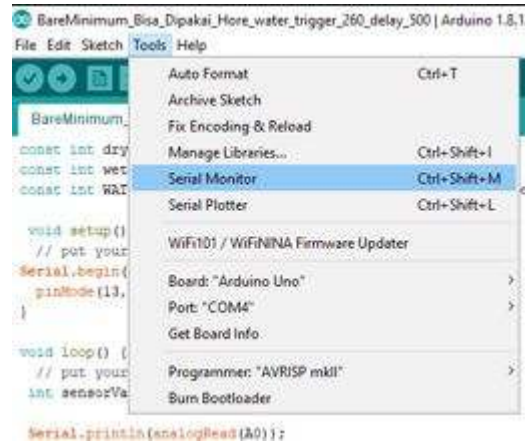 BareMinimum_Bisa_Dipakai_Hore_water_trigger_260_delay_500 | Arduino 1.8.1
File Edit Sketch Tools Help
Auto Format Ctrl+T
Archive Sketch
BareMinimum_
Fix Encoding & Reload
const int dry
Manage Libraries... Ctrl+Shift+I
const int wet
Serial Monitor Ctrl+Shift+M
const int WAT
Serial Plotter Ctrl+Shift+L
void setup()
WiFi101 / WiFiNINA Firmware Updater
// put your
Serial.begin(
Board: "Arduino Uno"
pinMode(13,
Port: "COM4"
}
Get Board Info
void loop() {
// put your
Programmer: "AVRISP mkII"
int sensorVa
Burn Bootloader
Serial.println(analogRead(A0));